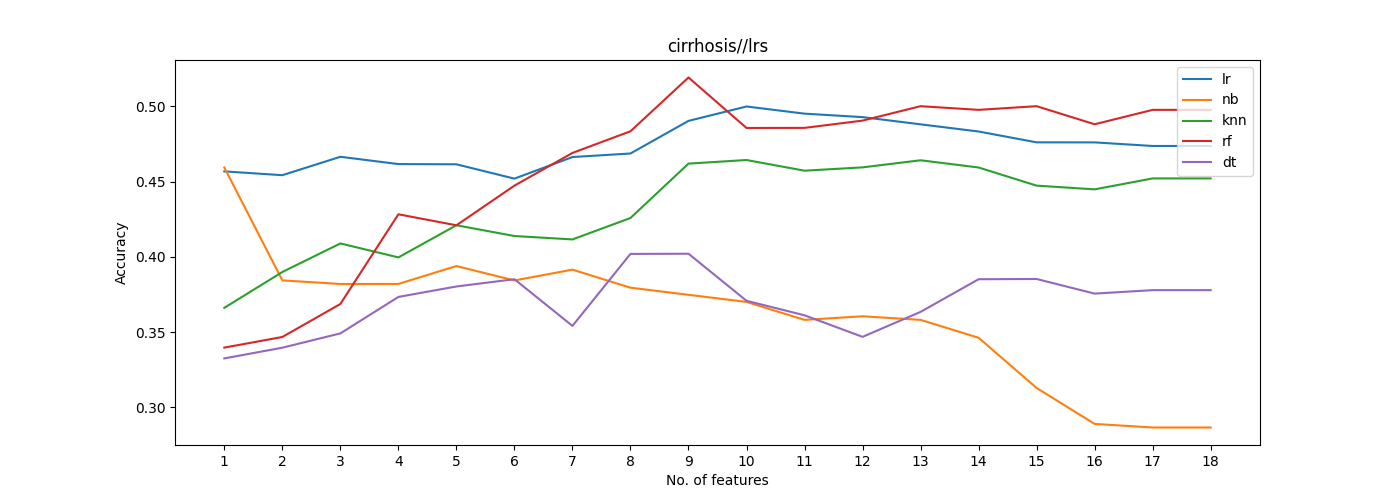 cirrhosis//lrs
Accuracy
0.50
0.45
0.40
0.35
0.30
lr
nb
knn
rf
dt
1 2 3 4 5 6 7 8 9 10 11 12 13 14 15 16 17 18
No. of features